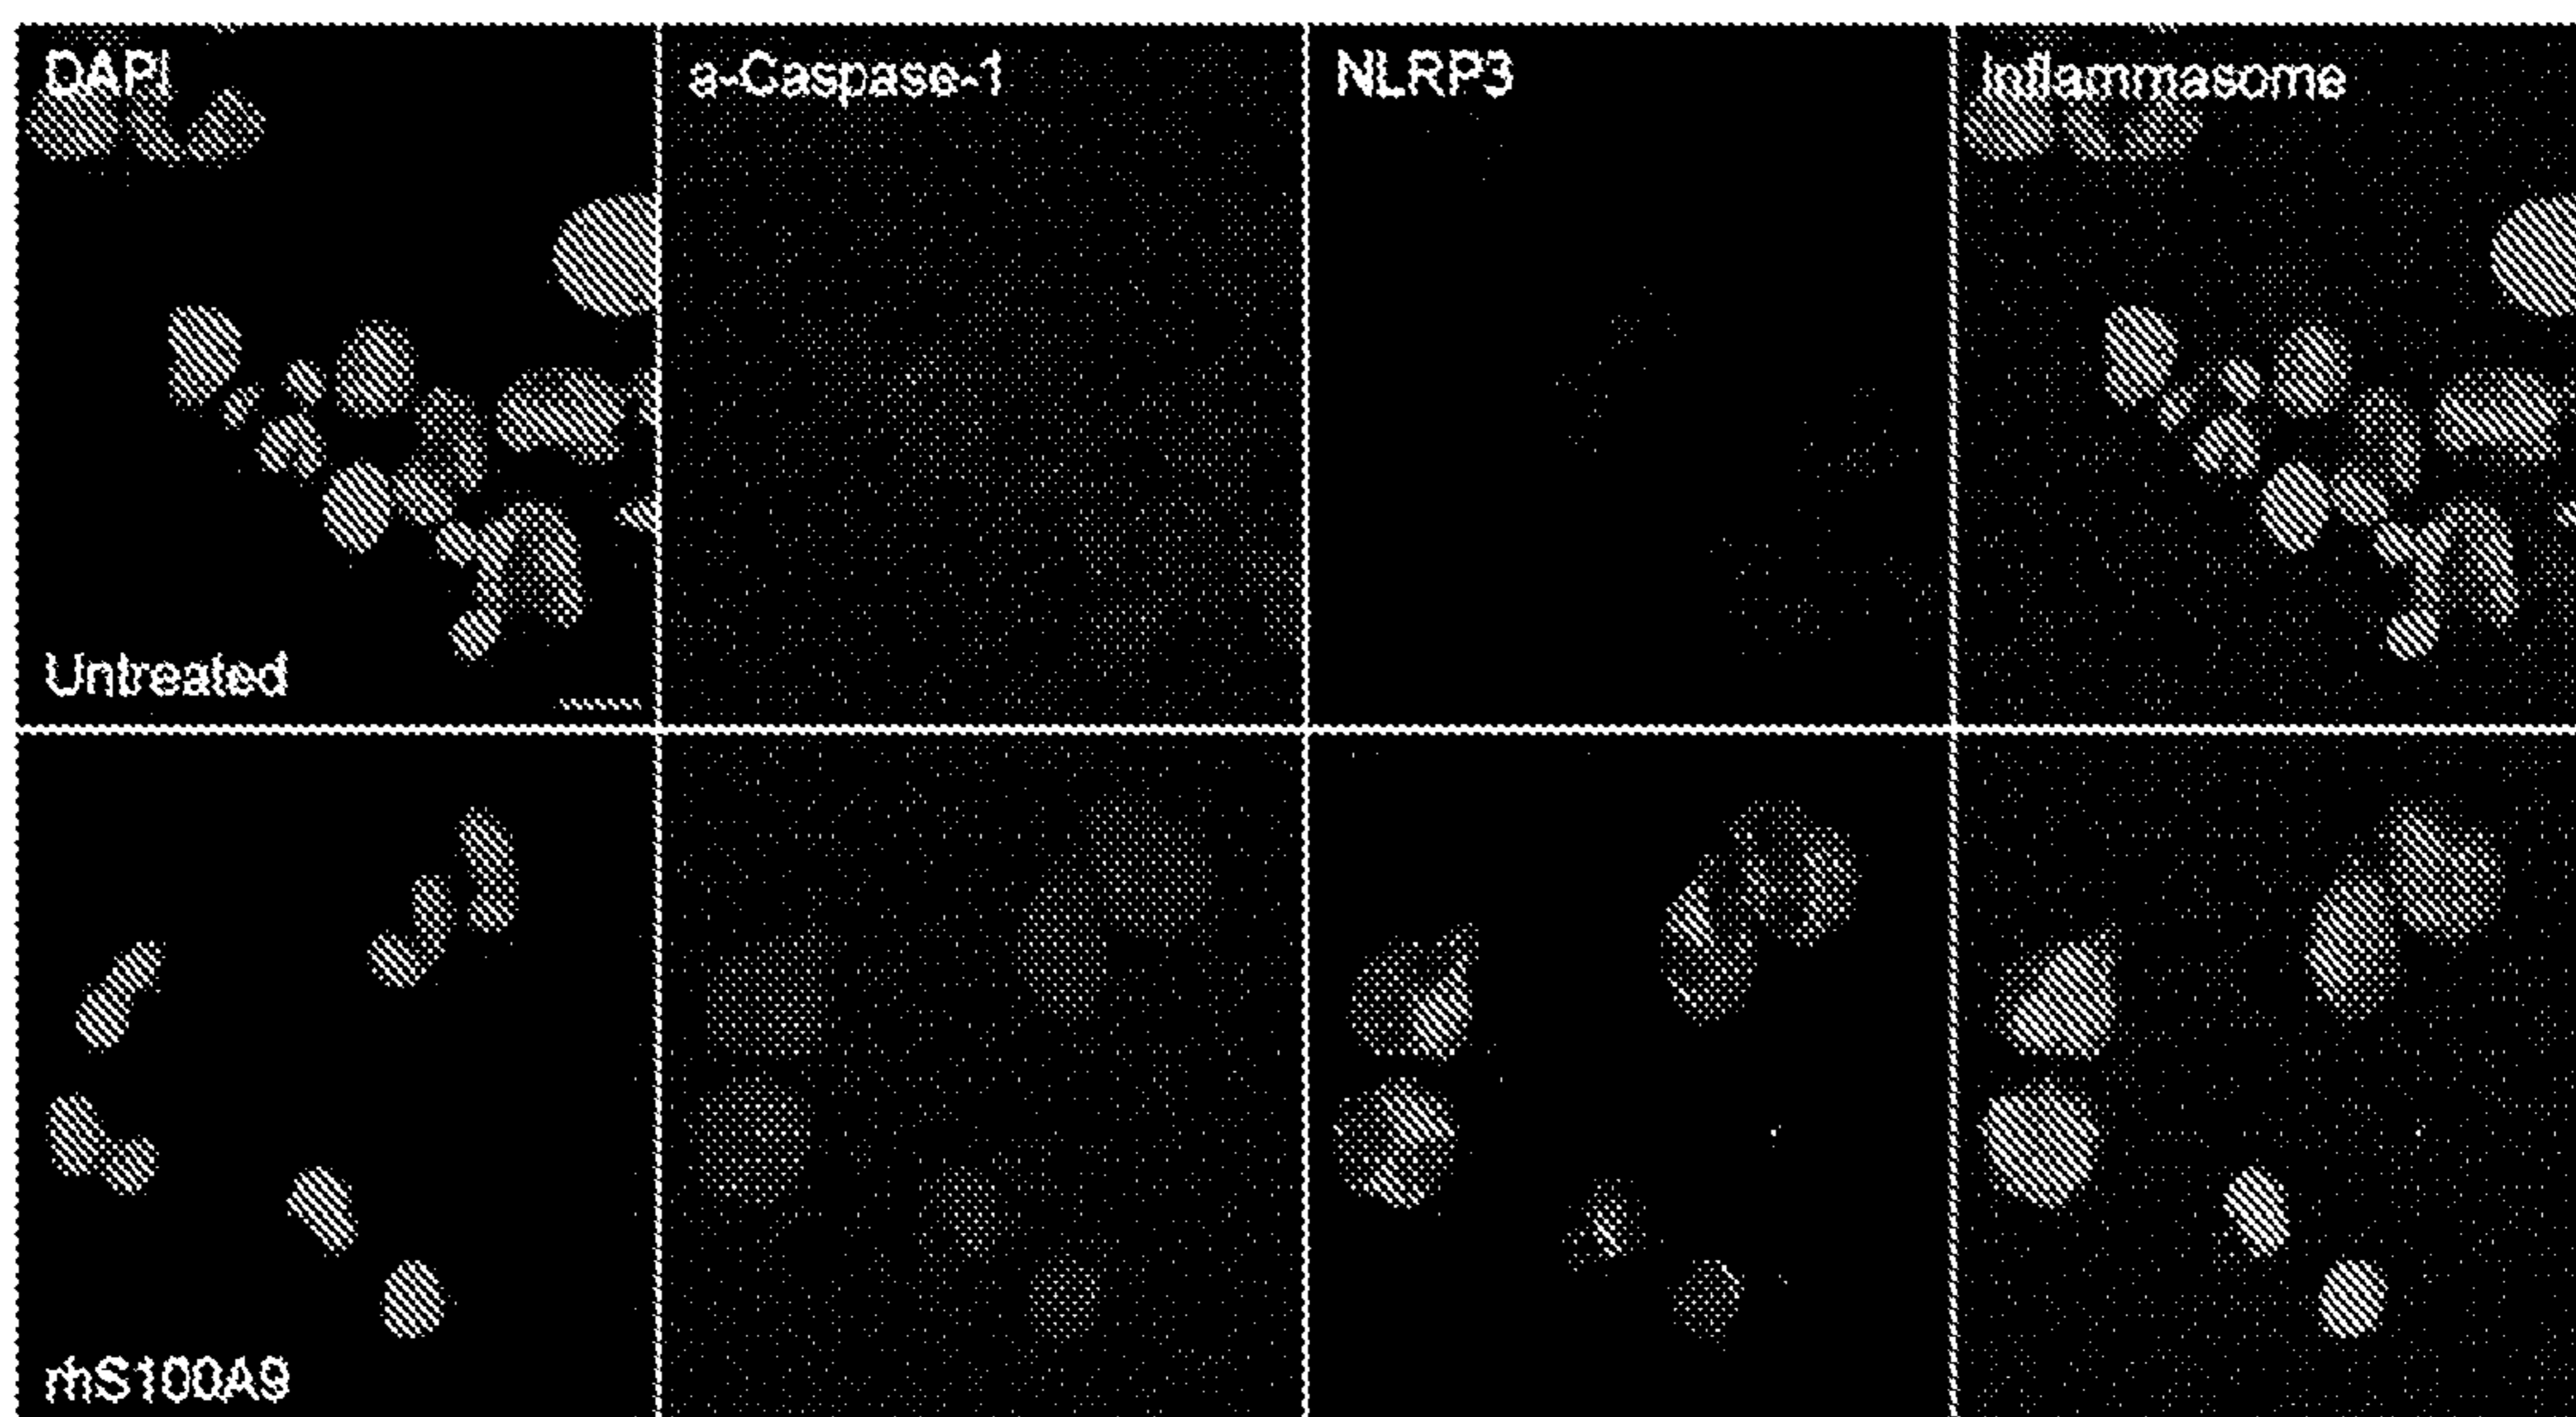 DAPI
a-Caspase-1
NLRP3
Inflammasome
Untreated
rhS100A9